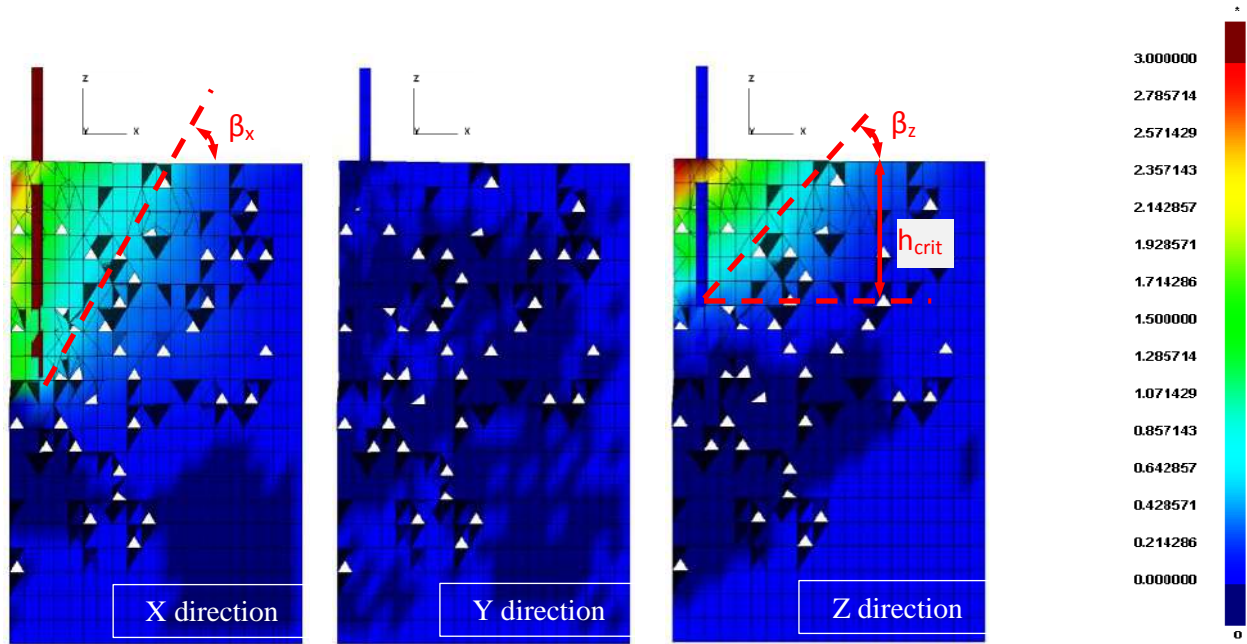 *
3.000000
2.785714
2.571429
2.357143
2.142857
1.928571
1.714286
1.500000
1.285714
1.071429
0.857143
0.642857
0.428571
0.214286
0.000000
0
z
Y
x
βx
X direction
z
Y
x
Y direction
z
Y
x
βz
hcrit
Z direction